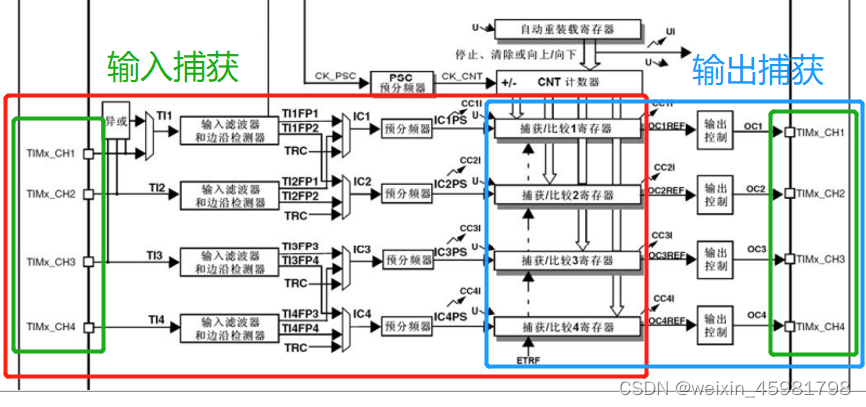 U
自动重装载寄存器
UI
停止、清除或向上/向下
U
输入捕获
输出捕获
CK_PSC
PSC
预分频器
CK_CNT
+/-
CNT 计数器
异或
TI1
输入滤波器
和边沿检测器
TI1FP1
TI1FP2
TRC
IC1
预分频器
IC1PS
CC1I
U
捕获/比较1寄存器
CC1I
OC1REF
输出
控制
OC1
TIMx_CH1
TIMx_CH1
TIMx_CH2
TI2
输入滤波器
和边沿检测器
TI2FP1
TI2FP2
TRC
IC2
预分频器
IC2PS
CC2I
U
捕获/比较2寄存器
CC2I
OC2REF
输出
控制
OC2
TIMx_CH2
TIMx_CH3
TI3
输入滤波器
和边沿检测器
TI3FP3
TI3FP4
TRC
IC3
预分频器
IC3PS
CC3I
U
捕获/比较3寄存器
CC3I
OC3REF
输出
控制
OC3
TIMx_CH3
TIMx_CH4
TI4
输入滤波器
和边沿检测器
TI4FP3
TI4FP4
TRC
IC4
预分频器
IC4PS
CC4I
U
捕获/比较4寄存器
CC4I
OC4REF
输出
控制
OC4
TIMx_CH4
ETRF
CSDN @weixin_45981798